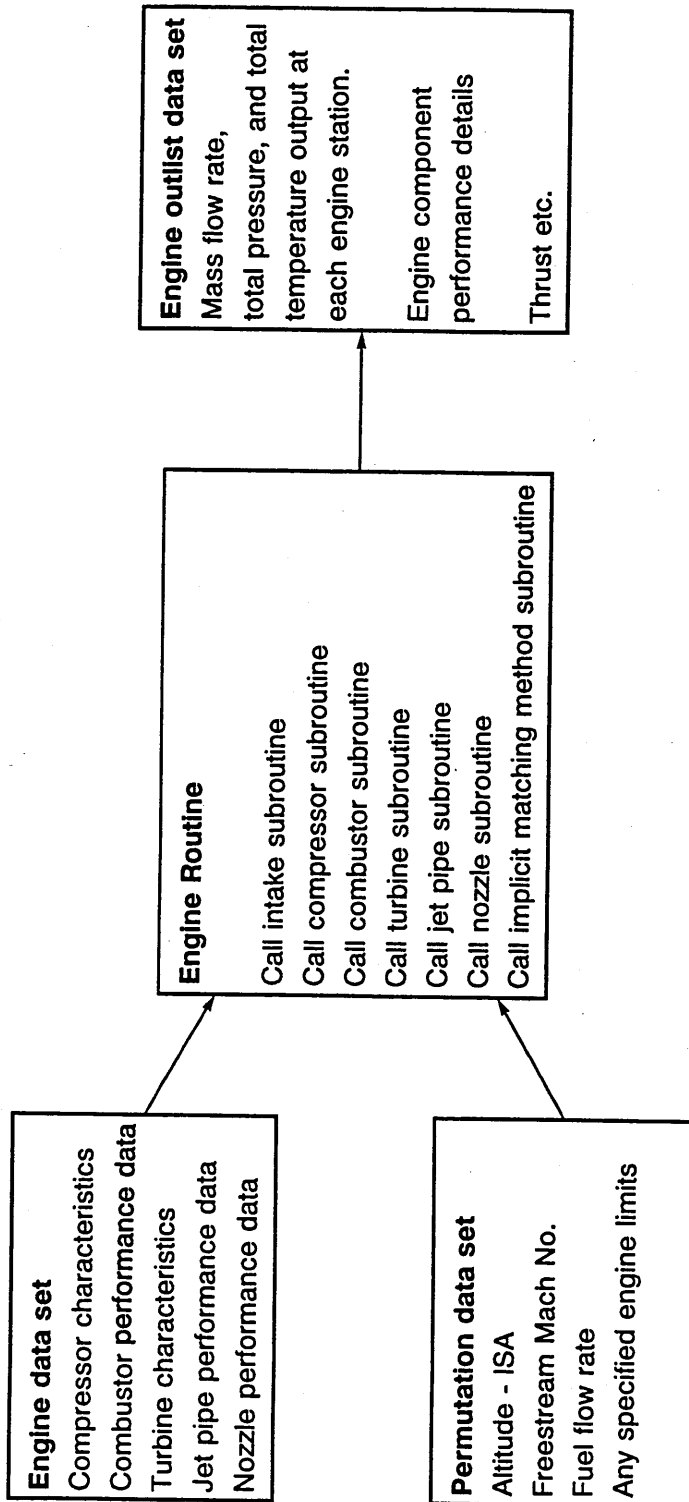 Engine data set
Compressor characteristics
Combustor performance data
Turbine characteristics
Jet pipe performance data
Nozzle performance data
Permutation data set
Altitude - ISA
Freestream Mach No.
Fuel flow rate
Any specified engine limits
Engine Routine
Call intake subroutine
Call compressor subroutine
Call combustor subroutine
Call turbine subroutine
Call jet pipe subroutine
Call nozzle subroutine
Call implicit matching method subroutine
Engine outlist data set
Mass flow rate,
total pressure, and total
temperature output at
each engine station.
Engine component
performance details
Thrust etc.